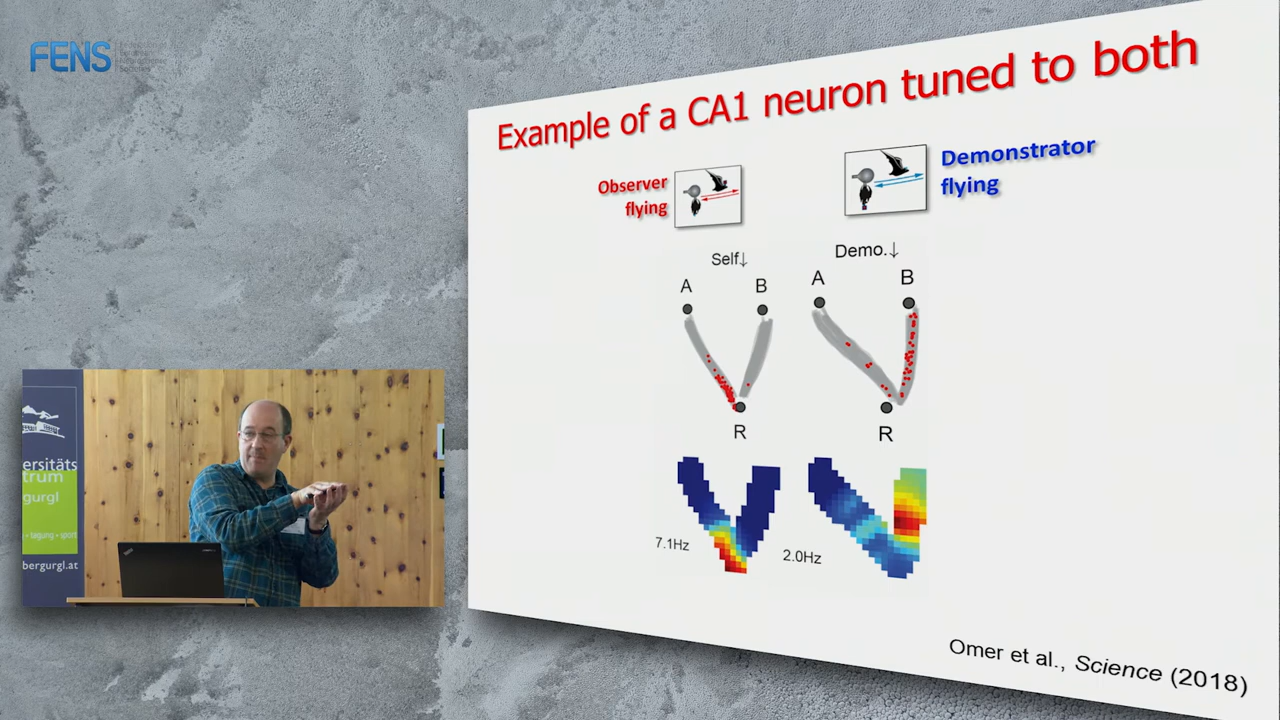 FENS
Example of a CA1 neuron tuned to both
Observer
flying
Demonstrator
flying
Self↓
Demo.↓
A
B
A
B
R
R
7.1Hz
2.0Hz
Omer et al., Science (2018)
ersitäts
trum
gurgl
tagung • sport
bergurgl.at